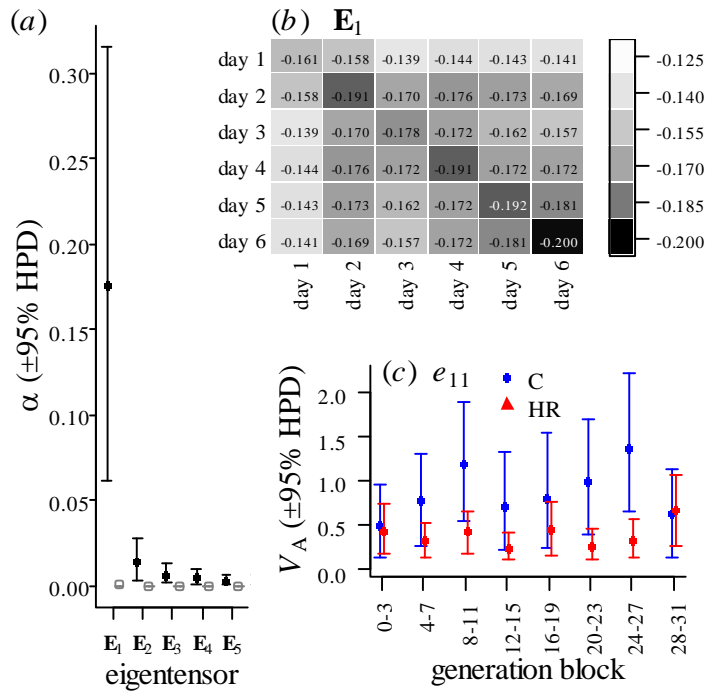 (a)
α (±95% HPD)
0.30
0.25
0.20
0.15
0.10
0.05
0.00
E1 E2 E3 E4 E5
eigentensor
(b) E1
day 1 -0.161 -0.158 -0.139 -0.144 -0.143 -0.141
day 2 -0.158 -0.191 -0.170 -0.176 -0.173 -0.169
day 3 -0.139 -0.170 -0.178 -0.172 -0.162 -0.157
day 4 -0.144 -0.176 -0.172 -0.191 -0.172 -0.172
day 5 -0.143 -0.173 -0.162 -0.172 -0.192 -0.181
day 6 -0.141 -0.169 -0.157 -0.172 -0.181 -0.200
day 1 day 2 day 3 day 4 day 5 day 6
-0.125
-0.140
-0.155
-0.170
-0.185
-0.200
(c) e11
C
HR
VA (±95% HPD)
2.0
1.5
1.0
0.5
0.0
0-3 4-7 8-11 12-15 16-19 20-23 24-27 28-31
generation block